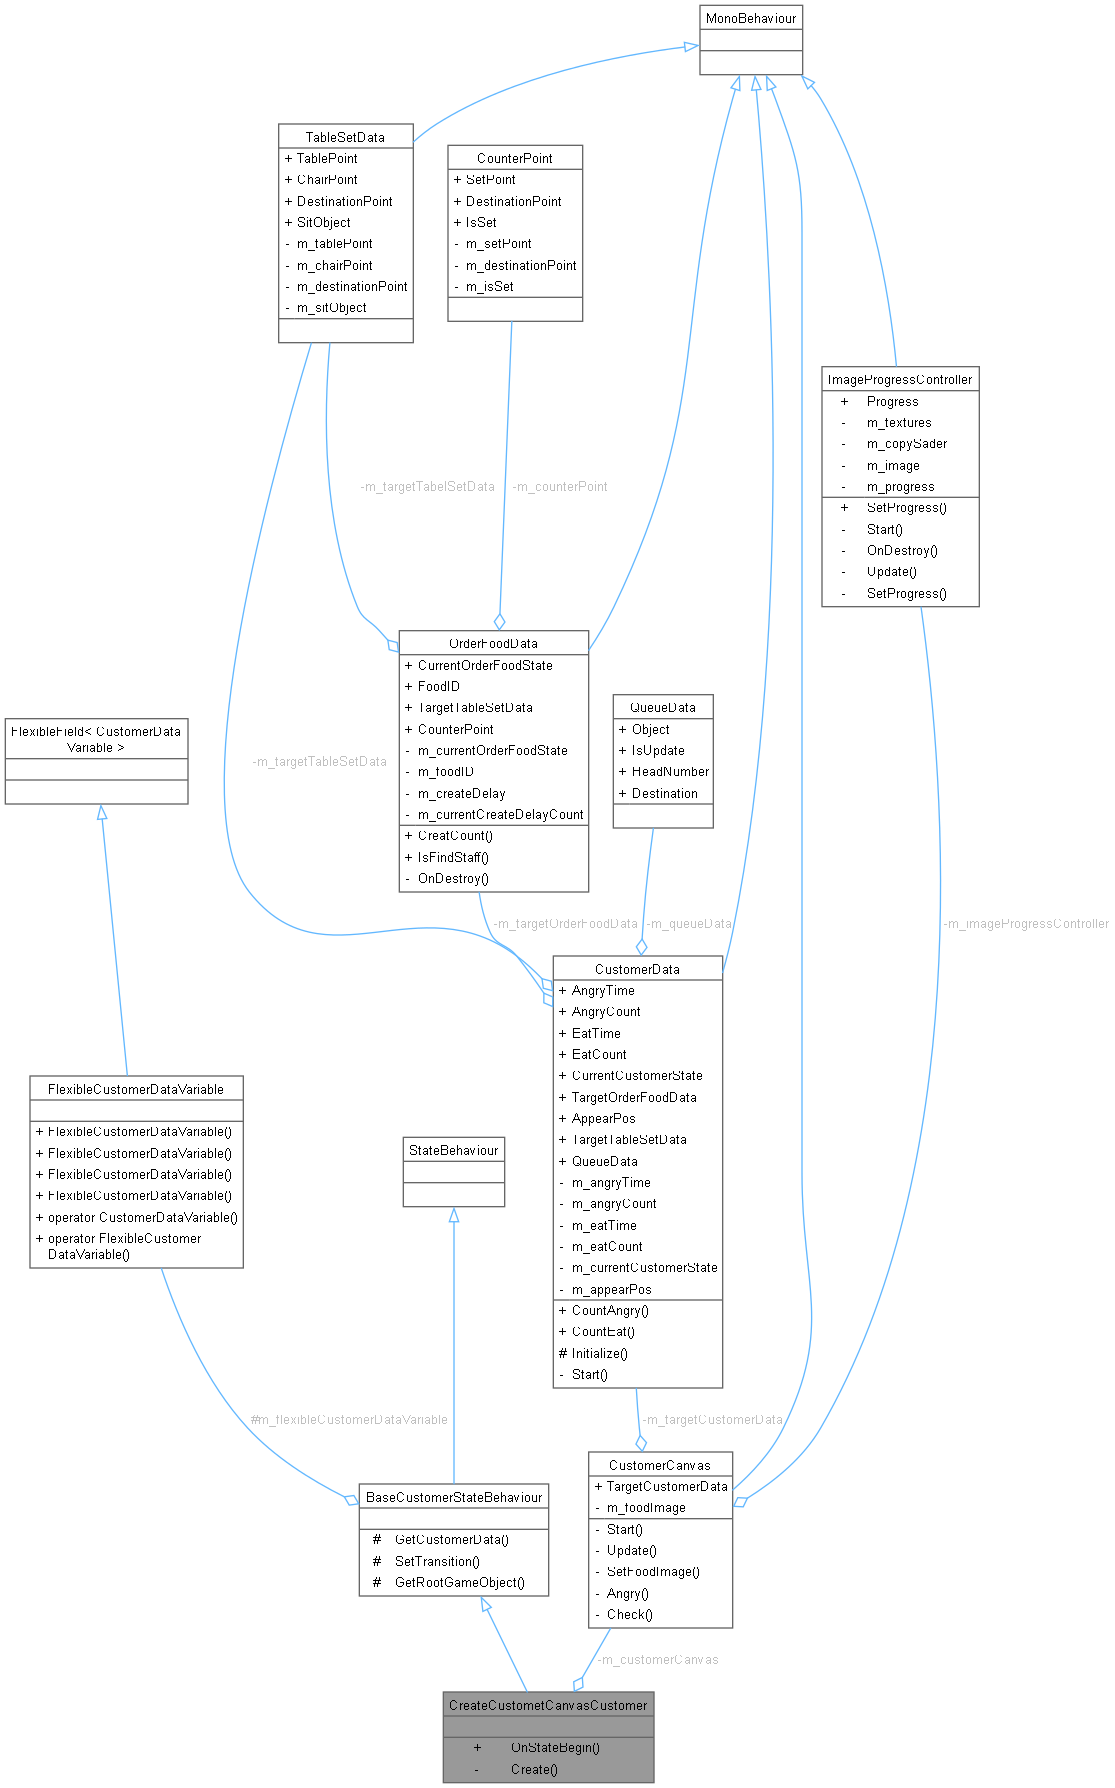 MonoBehaviour
TableSetData
+ TablePoint
+ ChairPoint
+ DestinationPoint
+ SitObject
- m_tablePoint
- m_chairPoint
- m_destinationPoint
- m_sitObject
CounterPoint
+ SetPoint
+ DestinationPoint
+ IsSet
- m_setPoint
- m_destinationPoint
- m_isSet
ImageProgressController
+ Progress
- m_textures
- m_copySader
- m_image
- m_progress
+ SetProgress()
- Start()
- OnDestroy()
- Update()
- SetProgress()
-m_targetTabelSetData
-m_counterPoint
OrderFoodData
+ CurrentOrderFoodState
+ FoodID
+ TargetTableSetData
+ CounterPoint
- m_currentOrderFoodState
- m_foodID
- m_createDelay
- m_currentCreateDelayCount
+ CreatCount()
+ IsFindStaff()
- OnDestroy()
QueueData
+ Object
+ IsUpdate
+ HeadNumber
+ Destination
FlexibleField< CustomerData
Variable >
-m_targetTableSetData
-m_targetOrderFoodData
-m_queueData
-m_imageProgressController
CustomerData
+ AngryTime
+ AngryCount
+ EatTime
+ EatCount
+ CurrentCustomerState
+ TargetOrderFoodData
+ AppearPos
+ TargetTableSetData
+ QueueData
- m_angryTime
- m_angryCount
- m_eatTime
- m_eatCount
- m_currentCustomerState
- m_appearPos
+ CountAngry()
+ CountEat()
# Initialize()
- Start()
FlexibleCustomerDataVariable
+ FlexibleCustomerDataVariable()
+ FlexibleCustomerDataVariable()
+ FlexibleCustomerDataVariable()
+ FlexibleCustomerDataVariable()
+ operator CustomerDataVariable()
+ operator FlexibleCustomer
DataVariable()
StateBehaviour
#m_flexibleCustomerDataVariable
-m_targetCustomerData
BaseCustomerStateBehaviour
# GetCustomerData()
# SetTransition()
# GetRootGameObject()
CustomerCanvas
+ TargetCustomerData
- m_foodImage
- Start()
- Update()
- SetFoodImage()
- Angry()
- Check()
-m_customerCanvas
CreateCustometCanvasCustomer
+ OnStateBegin()
- Create()